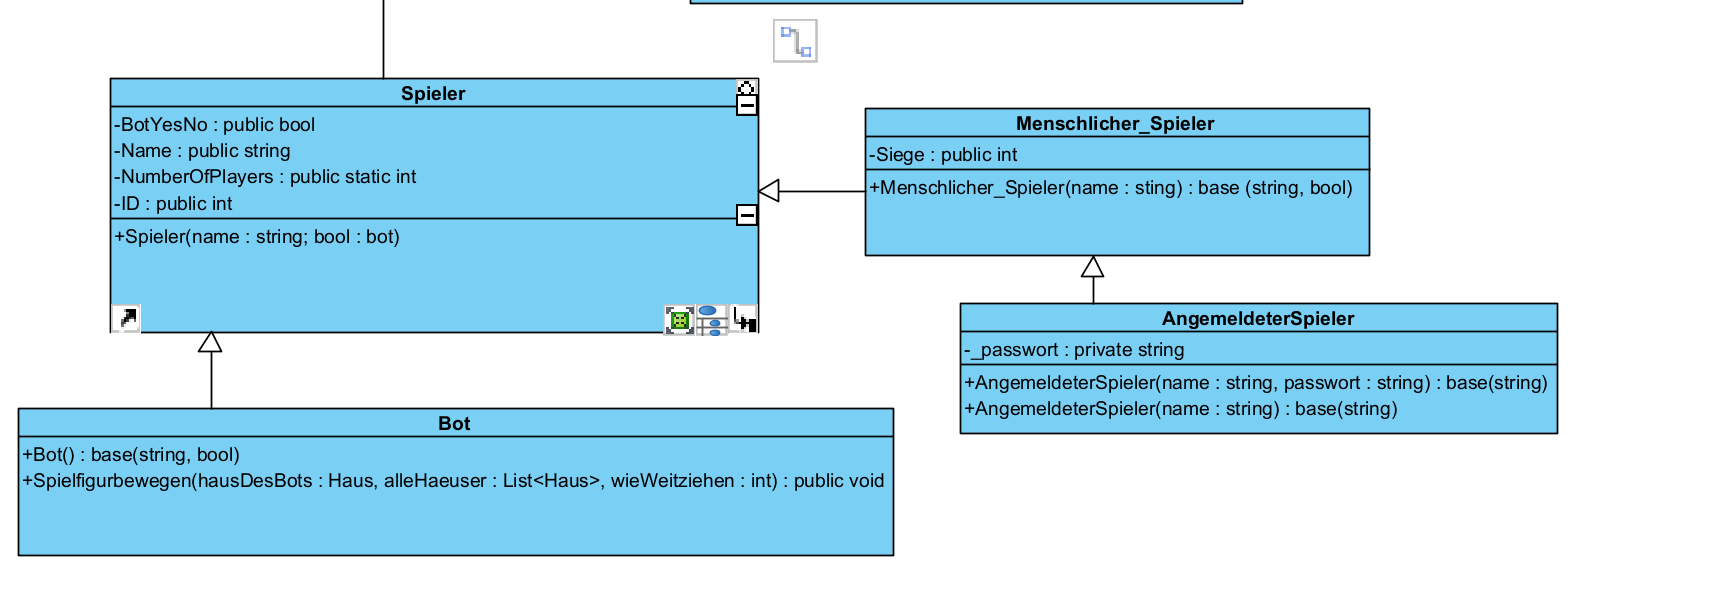 Spieler
-BotYesNo : public bool
-Name : public string
-NumberOfPlayers : public static int
-ID : public int
+Spieler(name : string; bool : bot)
Menschlicher_Spieler
-Siege : public int
+Menschlicher_Spieler(name : sting) : base (string, bool)
AngemeldeterSpieler
-_passwort : private string
+AngemeldeterSpieler(name : string, passwort : string) : base(string)
+AngemeldeterSpieler(name : string) : base(string)
Bot
+Bot() : base(string, bool)
+Spielfigurbewegen(hausDesBots : Haus, alleHaeuser : List<Haus>, wieWeitziehen : int) : public void